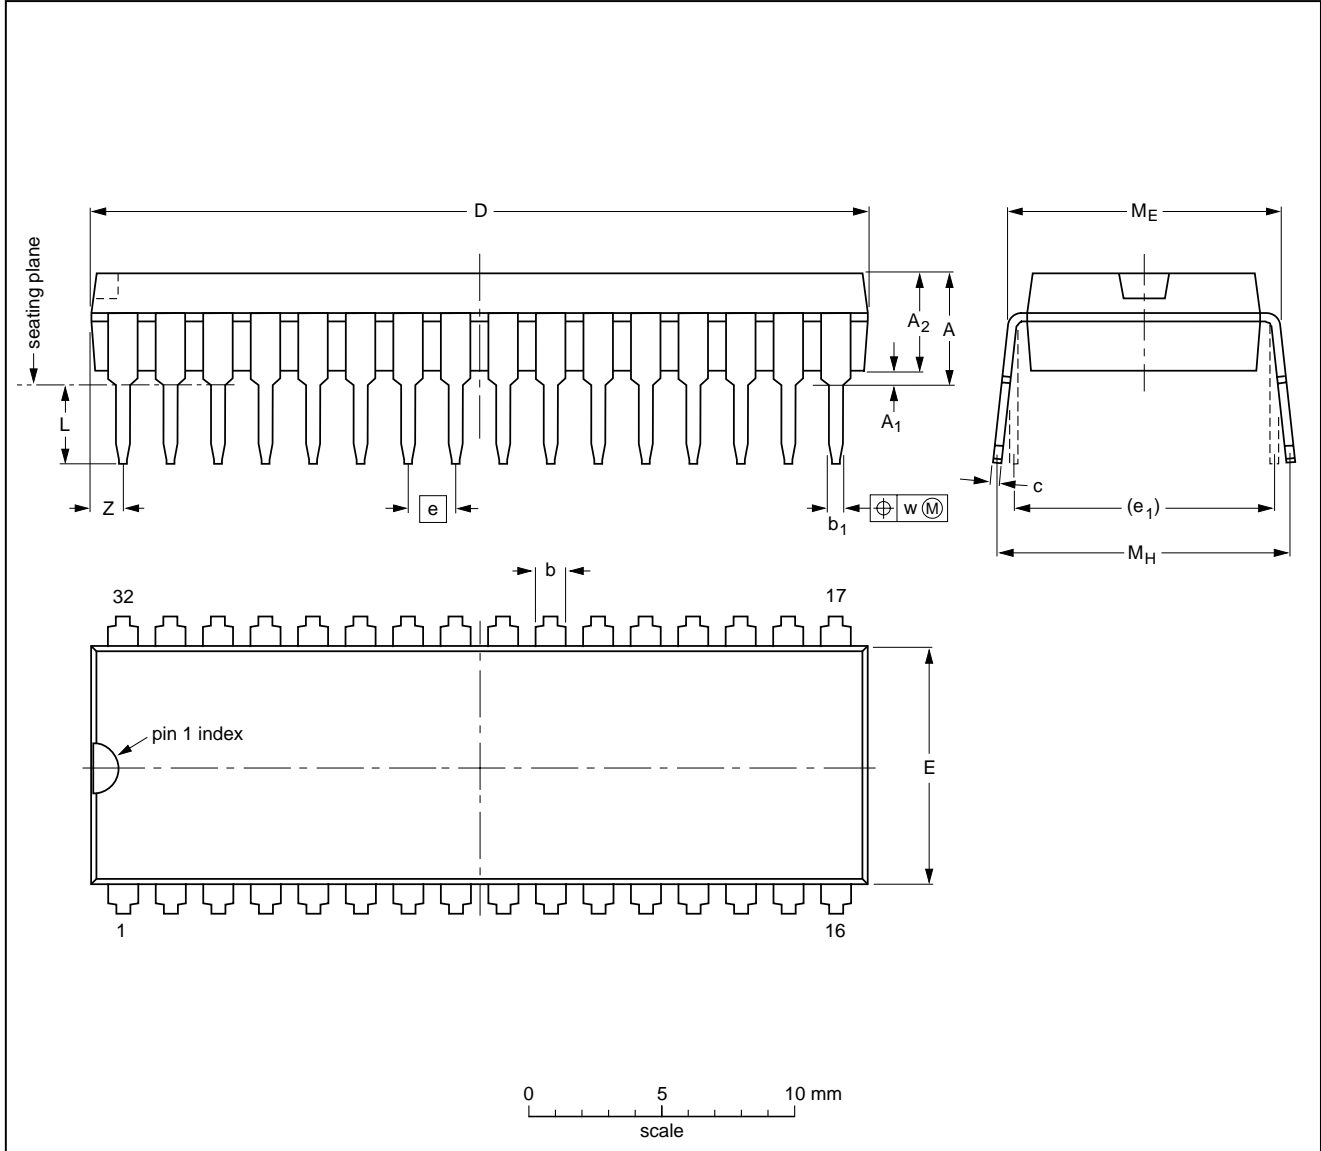 D
M_E
seating plane
A_2
A
A_1
L
Z
e
b_1
w M
c
(e_1)
M_H
b
32
17
pin 1 index
E
1
16
0
5
10 mm
scale